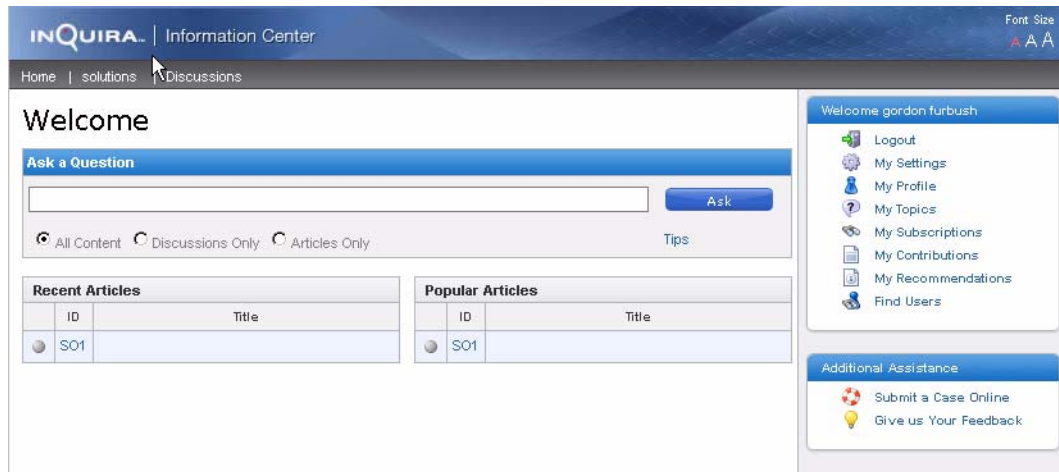 INQUIRA™ | Information Center
Font Size
A A A
Home | solutions | Discussions
Welcome
Ask a Question
Ask
All Content Discussions Only Articles Only
Tips
Recent Articles
ID Title
SO1
Popular Articles
ID Title
SO1
Welcome gordon furbush
Logout
My Settings
My Profile
My Topics
My Subscriptions
My Contributions
My Recommendations
Find Users
Additional Assistance
Submit a Case Online
Give us Your Feedback